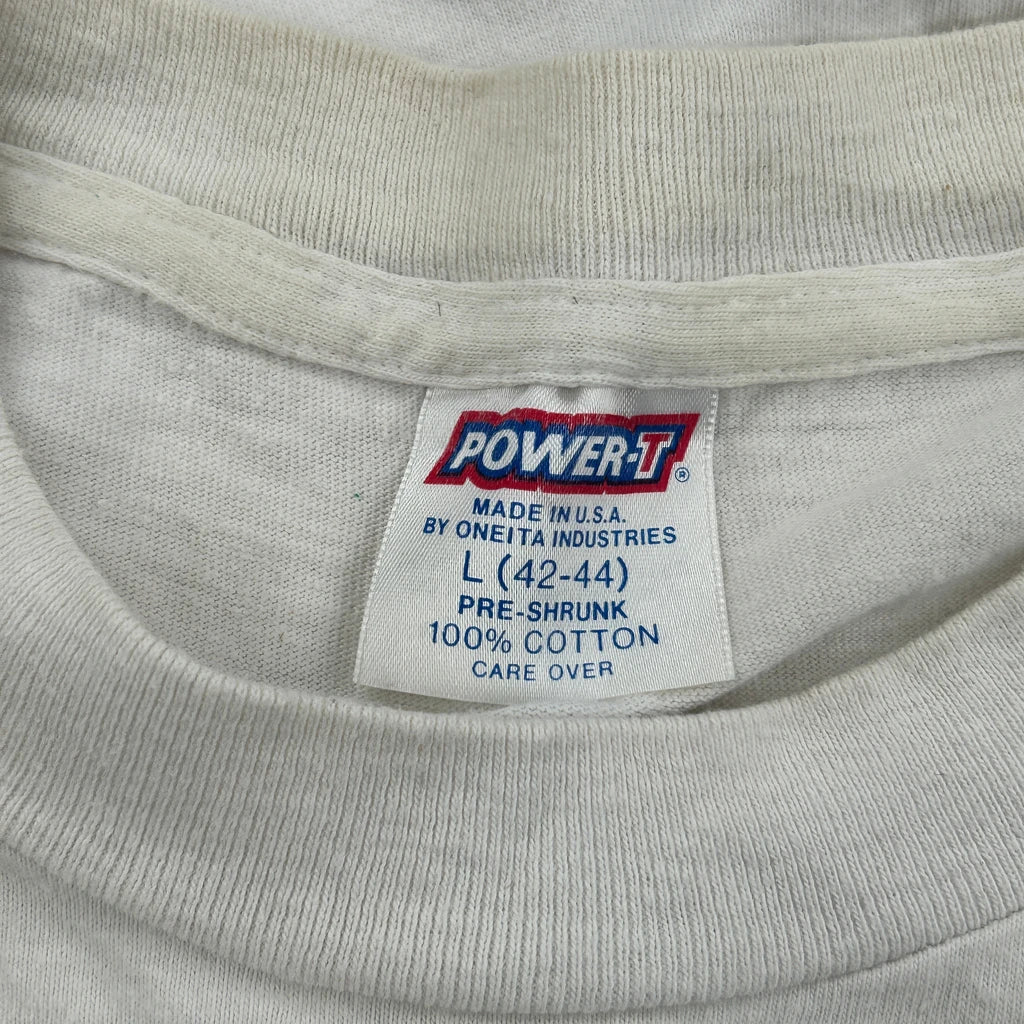 POWER-T®
MADE IN U.S.A.
BY ONEITA INDUSTRIES
L (42-44)
PRE-SHRUNK
100% COTTON
CARE OVER